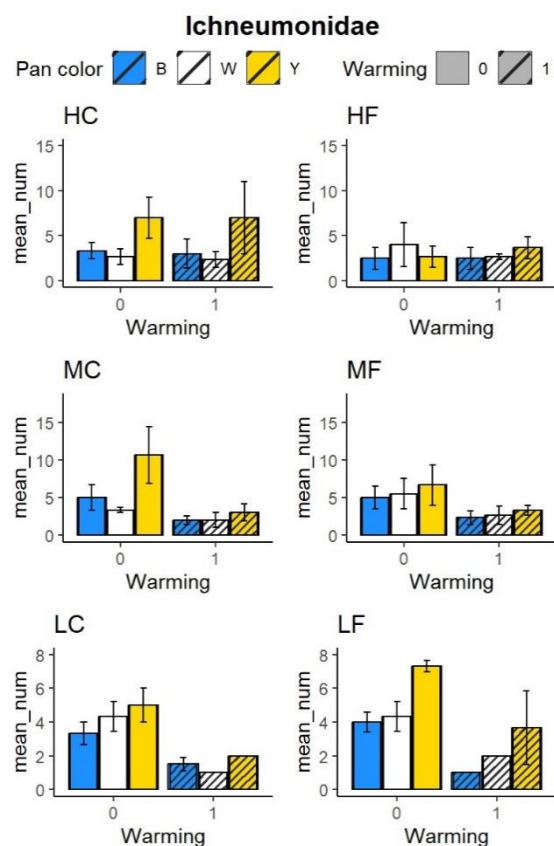 Ichneumonidae
Pan color B W Y Warming 0 1
HC
mean_num
15
10
5
0
0 1
Warming
HF
mean_num
15
10
5
0
0 1
Warming
MC
mean_num
15
10
5
0
0 1
Warming
MF
mean_num
15
10
5
0
0 1
Warming
LC
mean_num
8
6
4
2
0
0 1
Warming
LF
mean_num
8
6
4
2
0
0 1
Warming